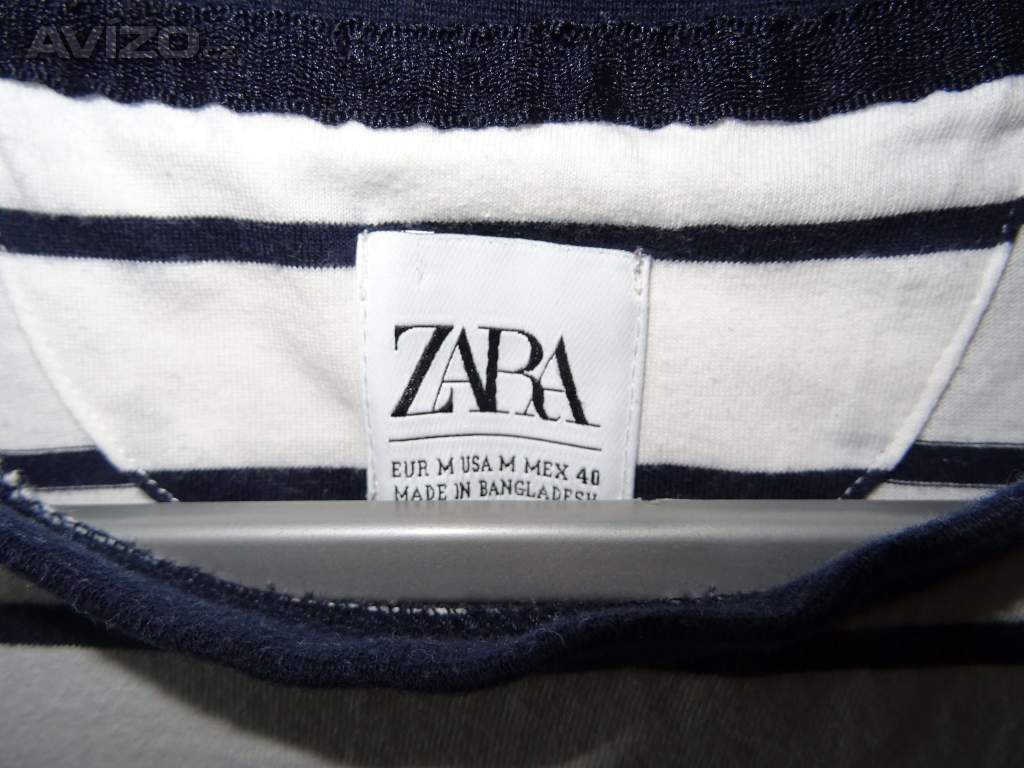 AVIZO
ZARA
EUR M USA M MEX 40
MADE IN BANGLADESH